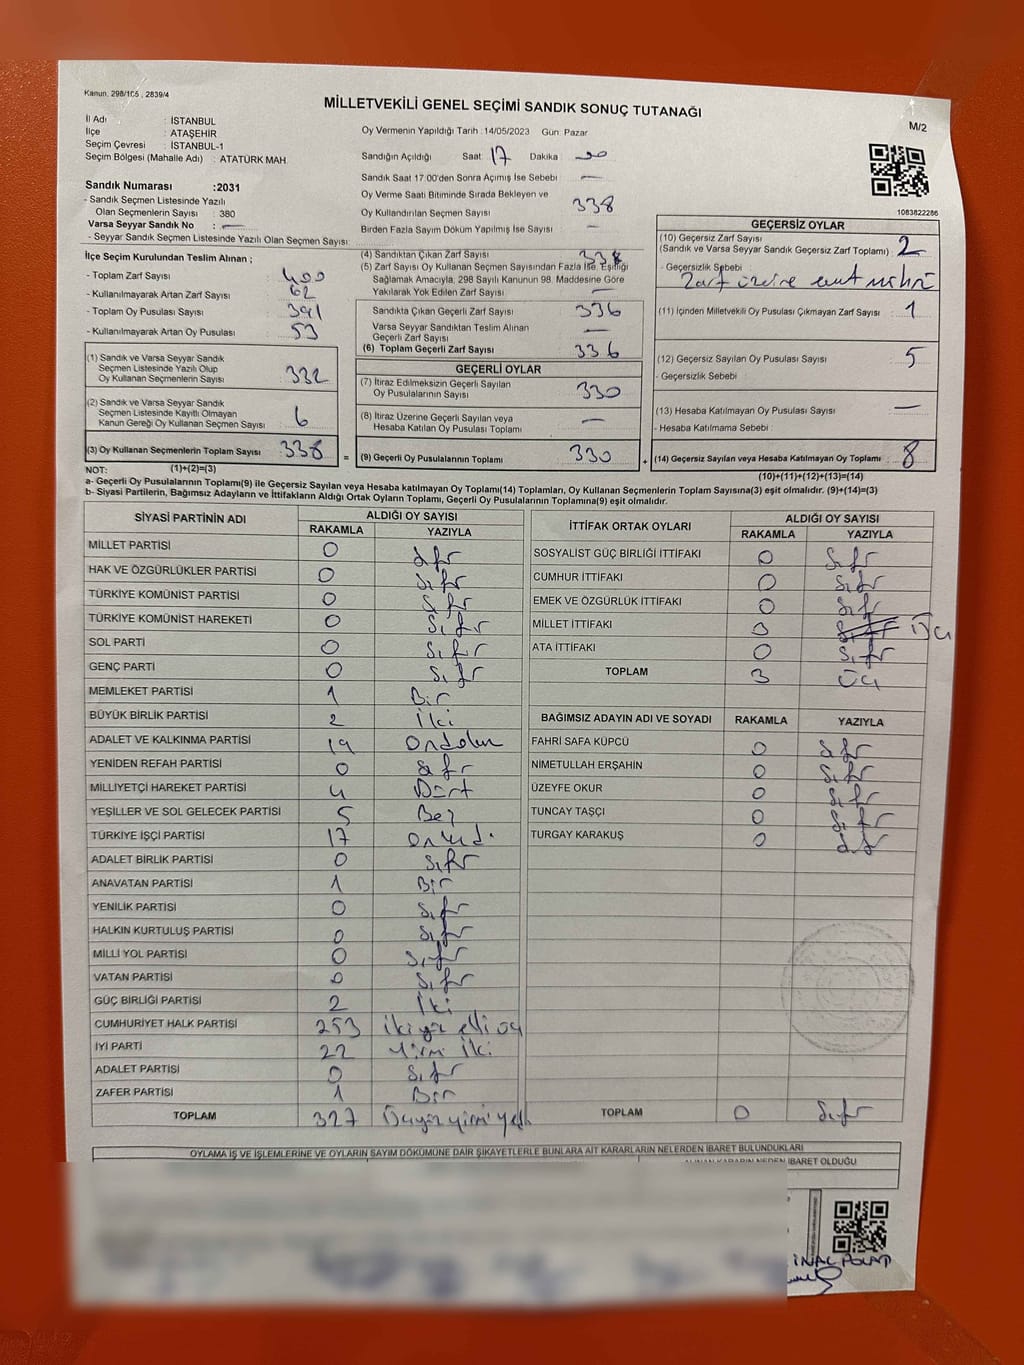 Kanun. 298/105 , 2839/4
MİLLETVEKİLİ GENEL SEÇİMİ SANDIK SONUÇ TUTANAĞI
M/2
İl Adı : İSTANBUL
İlçe : ATAŞEHİR
Seçim Çevresi : İSTANBUL-1
Seçim Bölgesi (Mahalle Adı) : ATATÜRK MAH
Sandık Numarası :2031
- Sandık Seçmen Listesinde Yazılı
Olan Seçmenlerin Sayısı : 380
Varsa Seyyar Sandık No : —
- Seyyar Sandık Seçmen Listesinde Yazılı Olan Seçmen Sayısı:
Oy Vermenin Yapıldığı Tarih :14/05/2023 Gün: Pazar
Sandığın Açıldığı Saat : 17 Dakika : 00
Sandık Saat 17:00'den Sonra Açımış İse Sebebi : —
Oy Verme Saati Bitiminde Sırada Bekleyen ve
Oy Kullandırılan Seçmen Sayısı : 338
Birden Fazla Sayım Döküm Yapılmış İse Sayısı : —
1083822286
İlçe Seçim Kurulundan Teslim Alınan ;
- Toplam Zarf Sayısı : 400
- Kullanılmayarak Artan Zarf Sayısı : 62
- Toplam Oy Pusulası Sayısı : 391
- Kullanılmayarak Artan Oy Pusulası : 53
(1) Sandık ve Varsa Seyyar Sandık
Seçmen Listesinde Yazılı Olup
Oy Kullanan Seçmenlerin Sayısı : 332
(2) Sandık ve Varsa Seyyar Sandık
Seçmen Listesinde Kayıtlı Olmayan
Kanun Gereği Oy Kullanan Seçmen Sayısı : 6
(3) Oy Kullanan Seçmenlerin Toplam Sayısı : 338
(1)+(2)=(3)
(4) Sandıktan Çıkan Zarf Sayısı : 338
(5) Zarf Sayısı Oy Kullanan Seçmen Sayısından Fazla İse, Eşitliği
Sağlamak Amacıyla, 298 Sayılı Kanunun 98. Maddesine Göre
Yakılarak Yok Edilen Zarf Sayısı : —
Sandıkta Çıkan Geçerli Zarf Sayısı : 336
Varsa Seyyar Sandıktan Teslim Alınan
Geçerli Zarf Sayısı : —
(6) Toplam Geçerli Zarf Sayısı : 336
GEÇERLİ OYLAR
(7) İtiraz Edilmeksizin Geçerli Sayılan
Oy Pusulalarının Sayısı : 330
(8) İtiraz Üzerine Geçerli Sayılan veya
Hesaba Katılan Oy Pusulası Toplamı : —
= (9) Geçerli Oy Pusulalarının Toplamı : 330
GEÇERSİZ OYLAR
(10) Geçersiz Zarf Sayısı
(Sandık ve Varsa Seyyar Sandık Geçersiz Zarf Toplamı) : 2
- Geçersizlik Sebebi : Zarf üzerine evet mührü
(11) İçinden Milletvekili Oy Pusulası Çıkmayan Zarf Sayısı : 1
(12) Geçersiz Sayılan Oy Pusulası Sayısı : 5
- Geçersizlik Sebebi :
(13) Hesaba Katılmayan Oy Pusulası Sayısı : —
- Hesaba Katılmama Sebebi :
+ (14) Geçersiz Sayılan veya Hesaba Katılmayan Oy Toplamı : 8
(10)+(11)+(12)+(13)=(14)
NOT:
a- Geçerli Oy Pusulasının Toplamı(9) ile Geçersiz Sayılan veya Hesaba katılmayan Oy Toplamı(14) Toplamları, Oy Kullanan Seçmenlerin Toplam Sayısına(3) eşit olmalıdır. (9)+(14)=(3)
b- Siyasi Partilerin, Bağımsız Adayların ve İttifakların Aldığı Ortak Oyların Toplamı, Geçerli Oy Pusulalarının Toplamına(9) eşit olmalıdır.
SİYASİ PARTİNİN ADI ALDIĞI OY SAYISI
RAKAMLA YAZIYLA
MİLLET PARTİSİ 0 sıfır
HAK VE ÖZGÜRLÜKLER PARTİSİ 0 sıfır
TÜRKİYE KOMÜNİST PARTİSİ 0 sıfır
TÜRKİYE KOMÜNİST HAREKETİ 0 sıfır
SOL PARTİ 0 sıfır
GENÇ PARTİ 0 sıfır
MEMLEKET PARTİSİ 1 Bir
BÜYÜK BİRLİK PARTİSİ 2 İki
ADALET VE KALKINMA PARTİSİ 19 Ondokuz
YENİDEN REFAH PARTİSİ 0 sıfır
MİLLİYETÇİ HAREKET PARTİSİ 4 Dört
YEŞİLLER VE SOL GELECEK PARTİSİ 5 Beş
TÜRKİYE İŞÇİ PARTİSİ 17 Onyedi
ADALET BİRLİK PARTİSİ 0 sıfır
ANAVATAN PARTİSİ 1 Bir
YENİLİK PARTİSİ 0 sıfır
HALKIN KURTULUŞ PARTİSİ 0 sıfır
MİLLİ YOL PARTİSİ 0 sıfır
VATAN PARTİSİ 0 sıfır
GÜÇ BİRLİĞİ PARTİSİ 2 İki
CUMHURİYET HALK PARTİSİ 253 ikiyüz elli üç
İYİ PARTİ 22 Yirmi İki
ADALET PARTİSİ 0 sıfır
ZAFER PARTİSİ 1 Bir
TOPLAM 327 Üçyüzyirmiyedi
İTTİFAK ORTAK OYLARI ALDIĞI OY SAYISI
RAKAMLA YAZIYLA
SOSYALİST GÜÇ BİRLİĞİ İTTİFAKI 0 sıfır
CUMHUR İTTİFAKI 0 sıfır
EMEK VE ÖZGÜRLÜK İTTİFAKI 0 sıfır
MİLLET İTTİFAKI 3 sıfır Üç
ATA İTTİFAKI 0 sıfır
TOPLAM 3 Üç
BAĞIMSIZ ADAYIN ADI VE SOYADI RAKAMLA YAZIYLA
FAHRİ SAFA KÜPCÜ 0 sıfır
NİMETULLAH ERŞAHİN 0 sıfır
ÜZEYFE OKUR 0 sıfır
TUNCAY TAŞÇI 0 sıfır
TURGAY KARAKUŞ 0 sıfır
TOPLAM 0 sıfır
OYLAMA İŞ VE İŞLEMLERİNE VE OYLARIN SAYIM DÖKÜMÜNE DAİR ŞİKAYETLERLE BUNLARA AİT KARARLARIN NELERDEN İBARET BULUNDUKLARI
ALINAN KARARIN NEDEN İBARET OLDUĞU
İNAL POLAT